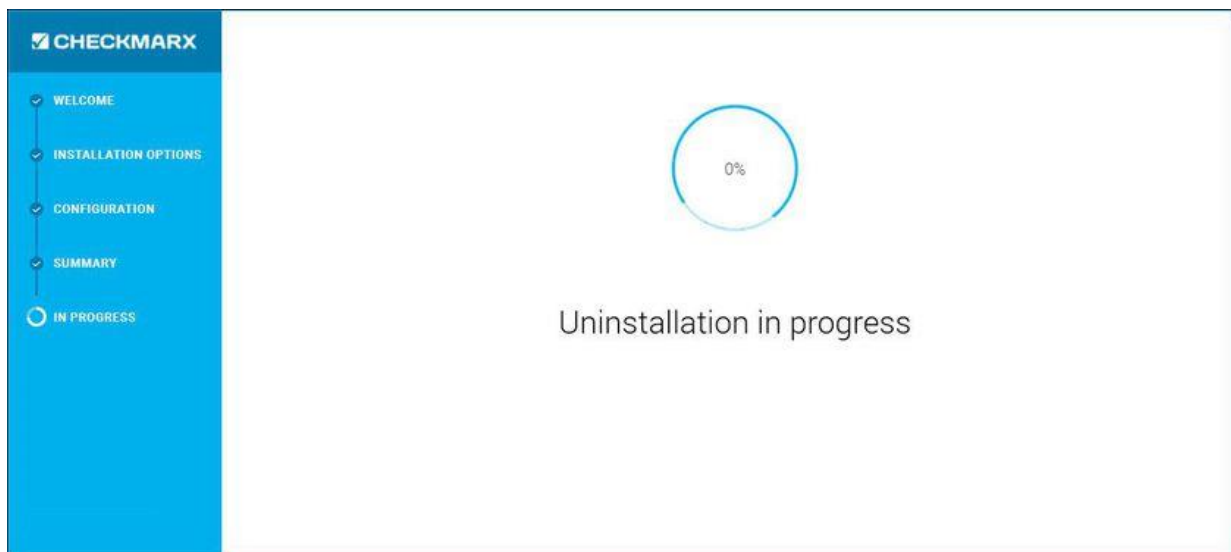 CHECKMARX
WELCOME
INSTALLATION OPTIONS
CONFIGURATION
SUMMARY
IN PROGRESS
0%
Uninstallation in progress